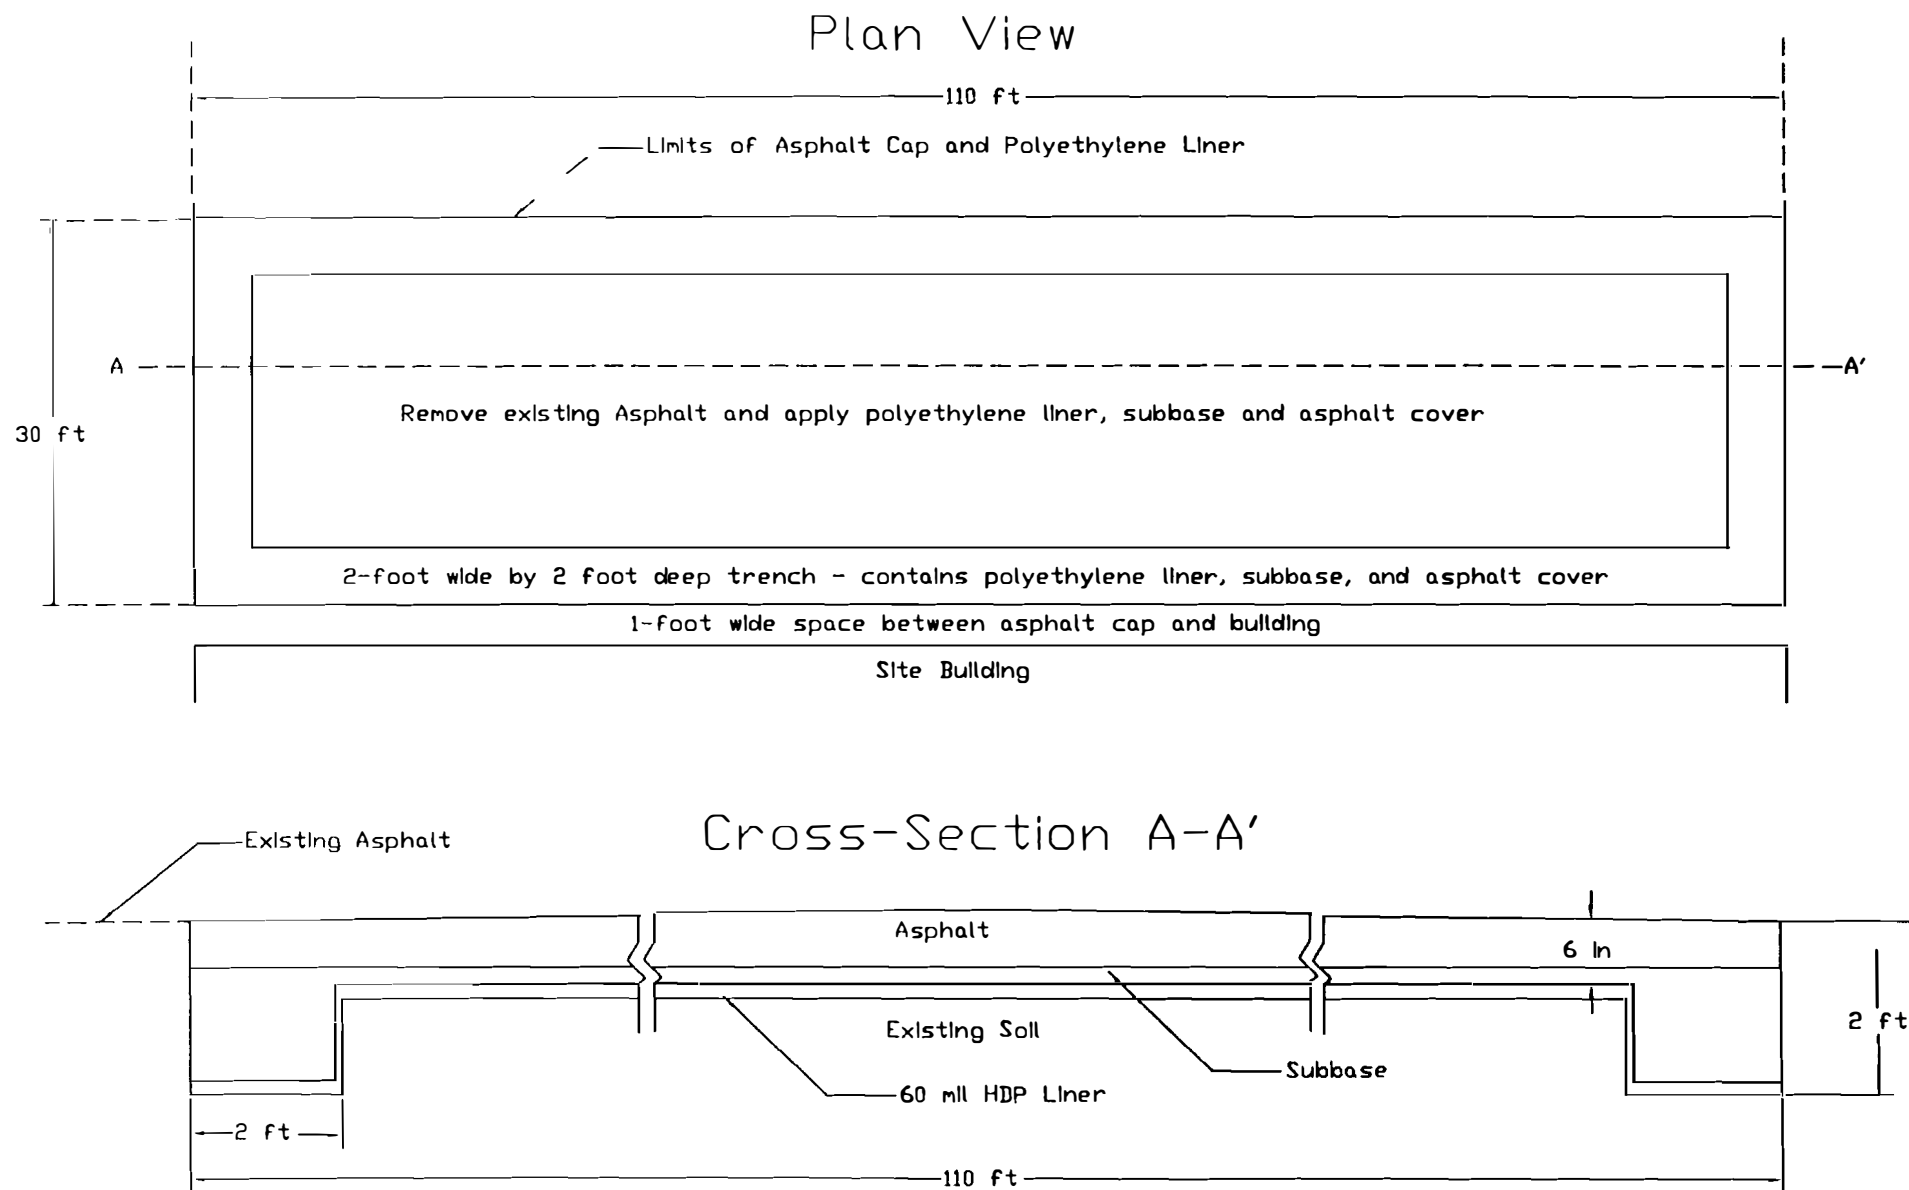 Plan View
110 ft
Limits of Asphalt Cap and Polyethylene Liner
A
A'
Remove existing Asphalt and apply polyethylene liner, subbase and asphalt cover
30 ft
2-foot wide by 2 foot deep trench - contains polyethylene liner, subbase, and asphalt cover
1-foot wide space between asphalt cap and building
Site Building
Cross-Section A-A'
Existing Asphalt
Asphalt
6 in
Existing Soil
2 ft
Subbase
60 mil HDP Liner
2 ft
110 ft